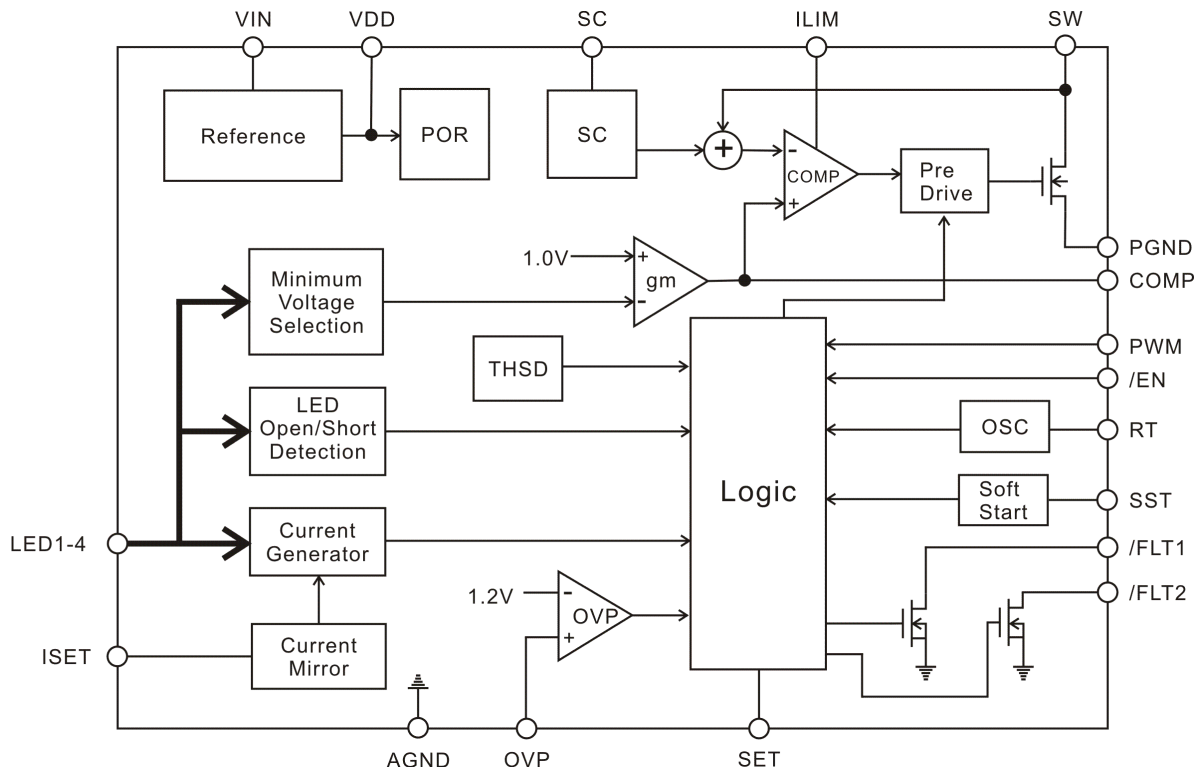 VIN
VDD
SC
ILIM
SW
Reference
POR
SC
+
-
COMP
+
Pre
Drive
PGND
COMP
Minimum
Voltage
Selection
1.0V
+
gm
-
THSD
PWM
/EN
LED
Open/Short
Detection
Logic
OSC
RT
Soft
Start
SST
LED1-4
Current
Generator
/FLT1
1.2V
-
OVP
+
/FLT2
ISET
Current
Mirror
AGND
OVP
SET